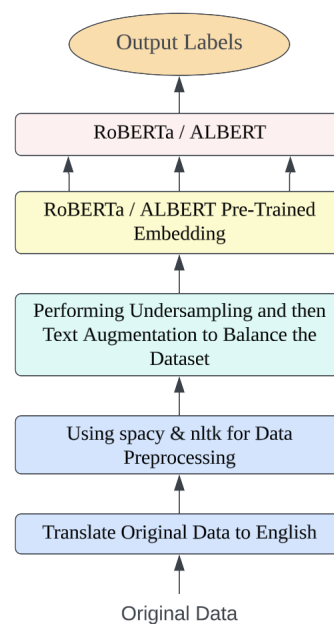 Output Labels
RoBERTa / ALBERT
RoBERTa / ALBERT Pre-Trained
Embedding
Performing Undersampling and then
Text Augmentation to Balance the
Dataset
Using spacy & nltk for Data
Preprocessing
Translate Original Data to English
Original Data